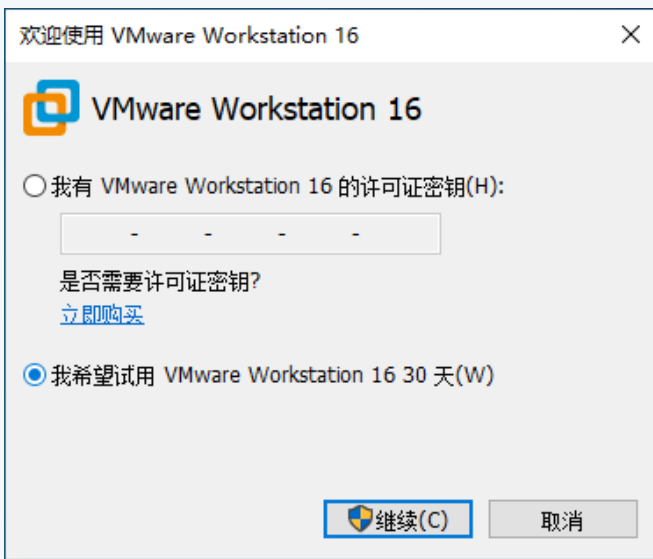 欢迎使用 VMware Workstation 16
VMware Workstation 16
我有 VMware Workstation 16 的许可证密钥(H):
- - - -
是否需要许可证密钥?
立即购买
我希望试用 VMware Workstation 16 30 天(W)
继续(C) 取消